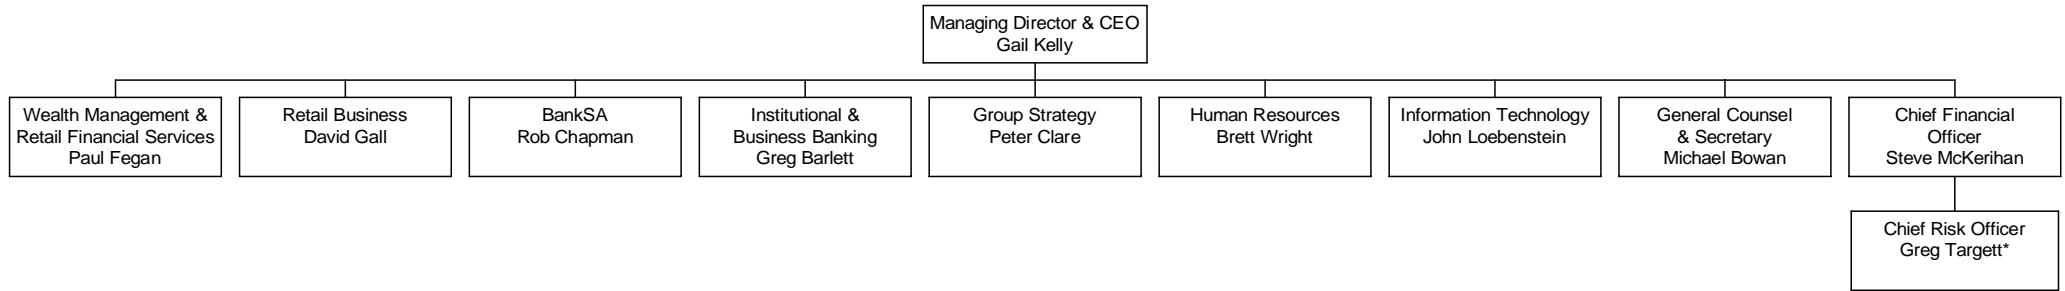 Managing Director & CEO
Gail Kelly
Wealth Management &
Retail Financial Services
Paul Fegan
Retail Business
David Gall
BankSA
Rob Chapman
Institutional &
Business Banking
Greg Barlett
Group Strategy
Peter Clare
Human Resources
Brett Wright
Information Technology
John Loebenstein
General Counsel
& Secretary
Michael Bowan
Chief Financial
Officer
Steve McKerihan
Chief Risk Officer
Greg Targett*